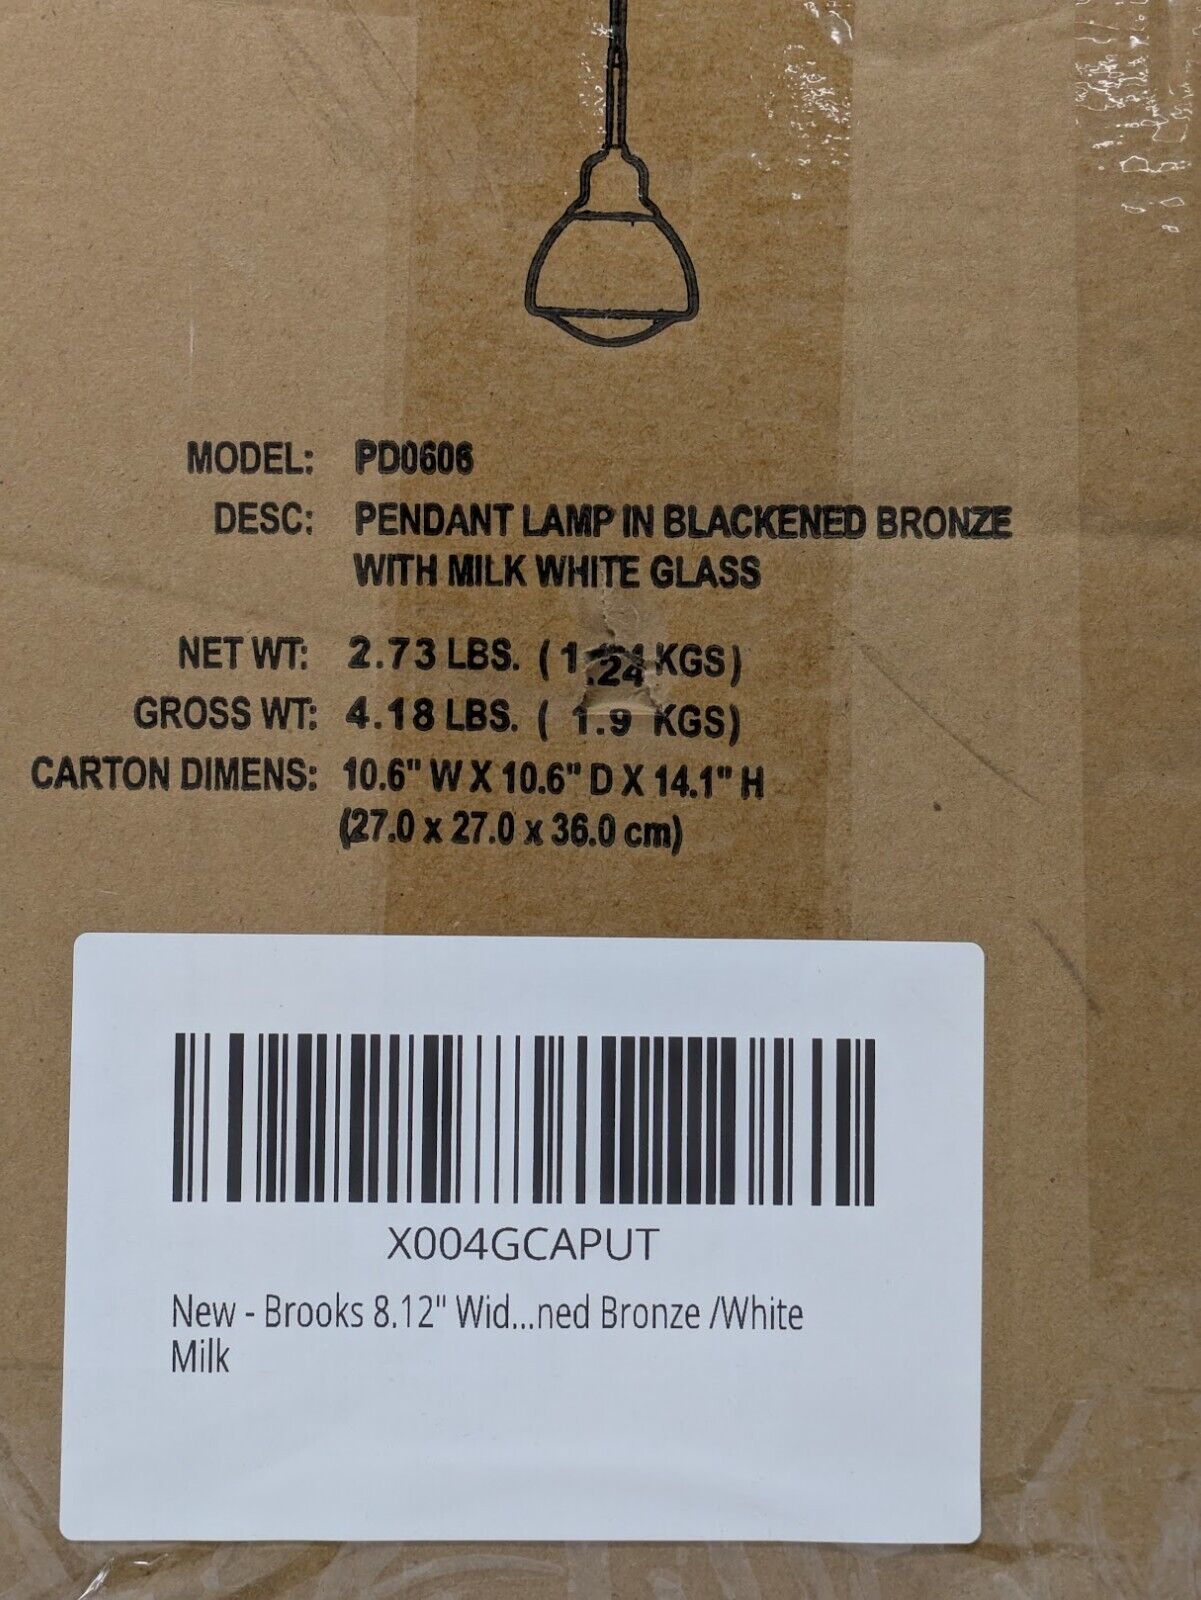 MODEL: PD0606
DESC: PENDANT LAMP IN BLACKENED BRONZE
WITH MILK WHITE GLASS
NET WT: 2.73 LBS. ( 1.24 KGS )
GROSS WT: 4.18 LBS. ( 1.9 KGS)
CARTON DIMENS: 10.6" W X 10.6" D X 14.1" H
(27.0 x 27.0 x 36.0 cm)
X004GCAPUT
New - Brooks 8.12" Wid...ned Bronze /White
Milk